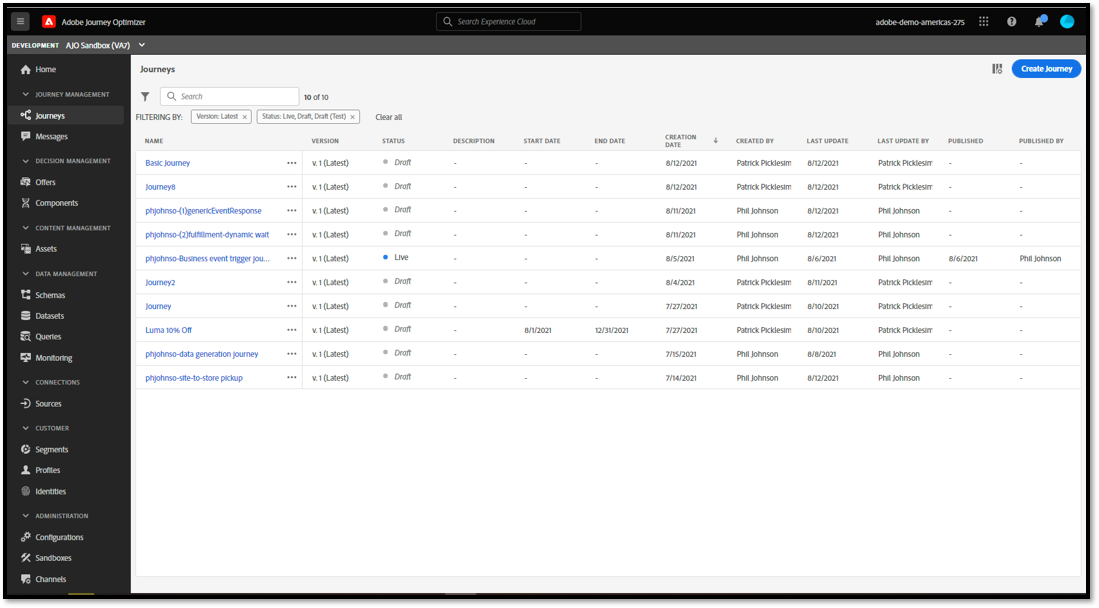 Adobe Journey Optimizer
Search Experience Cloud
adobe-demo-americas-275
DEVELOPMENT AJO Sandbox (VA7)
Home
JOURNEY MANAGEMENT
Journeys
Messages
DECISION MANAGEMENT
Offers
Components
CONTENT MANAGEMENT
Assets
DATA MANAGEMENT
Schemas
Datasets
Queries
Monitoring
CONNECTIONS
Sources
CUSTOMER
Segments
Profiles
Identities
ADMINISTRATION
Configurations
Sandboxes
Channels
Journeys
Create Journey
Search
10 of 10
FILTERING BY: Version: Latest × Status: Live, Draft, Draft (Test) × Clear all
NAME VERSION STATUS DESCRIPTION START DATE END DATE CREATION DATE ↓ CREATED BY LAST UPDATE LAST UPDATE BY PUBLISHED PUBLISHED BY
Basic Journey ••• v. 1 (Latest) Draft - - - 8/12/2021 Patrick Picklesim 8/12/2021 Patrick Picklesim - -
Journey8 ••• v. 1 (Latest) Draft - - - 8/12/2021 Patrick Picklesim 8/12/2021 Patrick Picklesim - -
phjohnso-(1)genericEventResponse ••• v. 1 (Latest) Draft - - - 8/11/2021 Phil Johnson 8/12/2021 Phil Johnson - -
phjohnso-(2)fulfillment-dynamic wait ••• v. 1 (Latest) Draft - - - 8/11/2021 Phil Johnson 8/12/2021 Phil Johnson - -
phjohnso-Business event trigger jou... ••• v. 1 (Latest) Live - - - 8/5/2021 Phil Johnson 8/6/2021 Phil Johnson 8/6/2021 Phil Johnson
Journey2 ••• v. 1 (Latest) Draft - - - 8/4/2021 Patrick Picklesim 8/11/2021 Patrick Picklesim - -
Journey ••• v. 1 (Latest) Draft - - - 7/27/2021 Patrick Picklesim 8/10/2021 Patrick Picklesim - -
Luma 10% Off ••• v. 1 (Latest) Draft - 8/1/2021 12/31/2021 7/27/2021 Patrick Picklesim 8/10/2021 Patrick Picklesim - -
phjohnso-data generation journey ••• v. 1 (Latest) Draft - - - 7/15/2021 Phil Johnson 8/8/2021 Phil Johnson - -
phjohnso-site-to-store pickup ••• v. 1 (Latest) Draft - - - 7/14/2021 Phil Johnson 8/12/2021 Phil Johnson - -